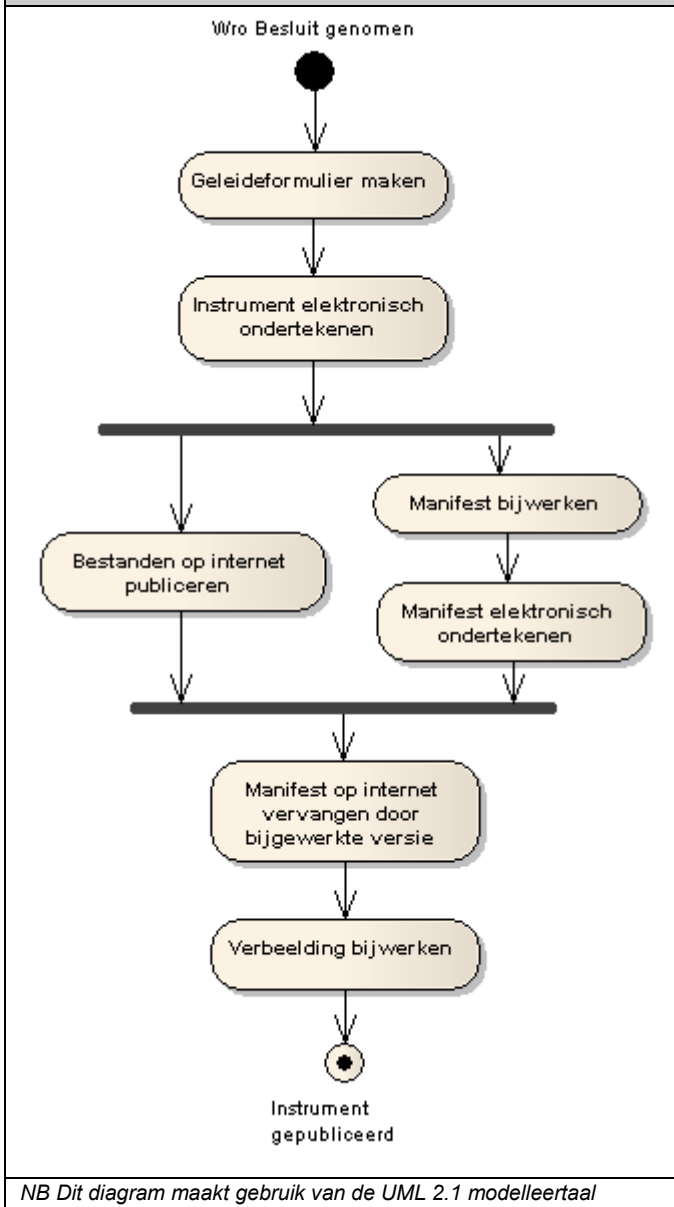 Wro Besluit genomen
Geleideformulier maken
Instrument elektronisch
ondertekenen
Manifest bijwerken
Bestanden op internet
publiceren
Manifest elektronisch
ondertekenen
Manifest op internet
vervangen door
bijgewerkte versie
Verbeelding bijwerken
Instrument
gepubliceerd
NB Dit diagram maakt gebruik van de UML 2.1 modelleertaal